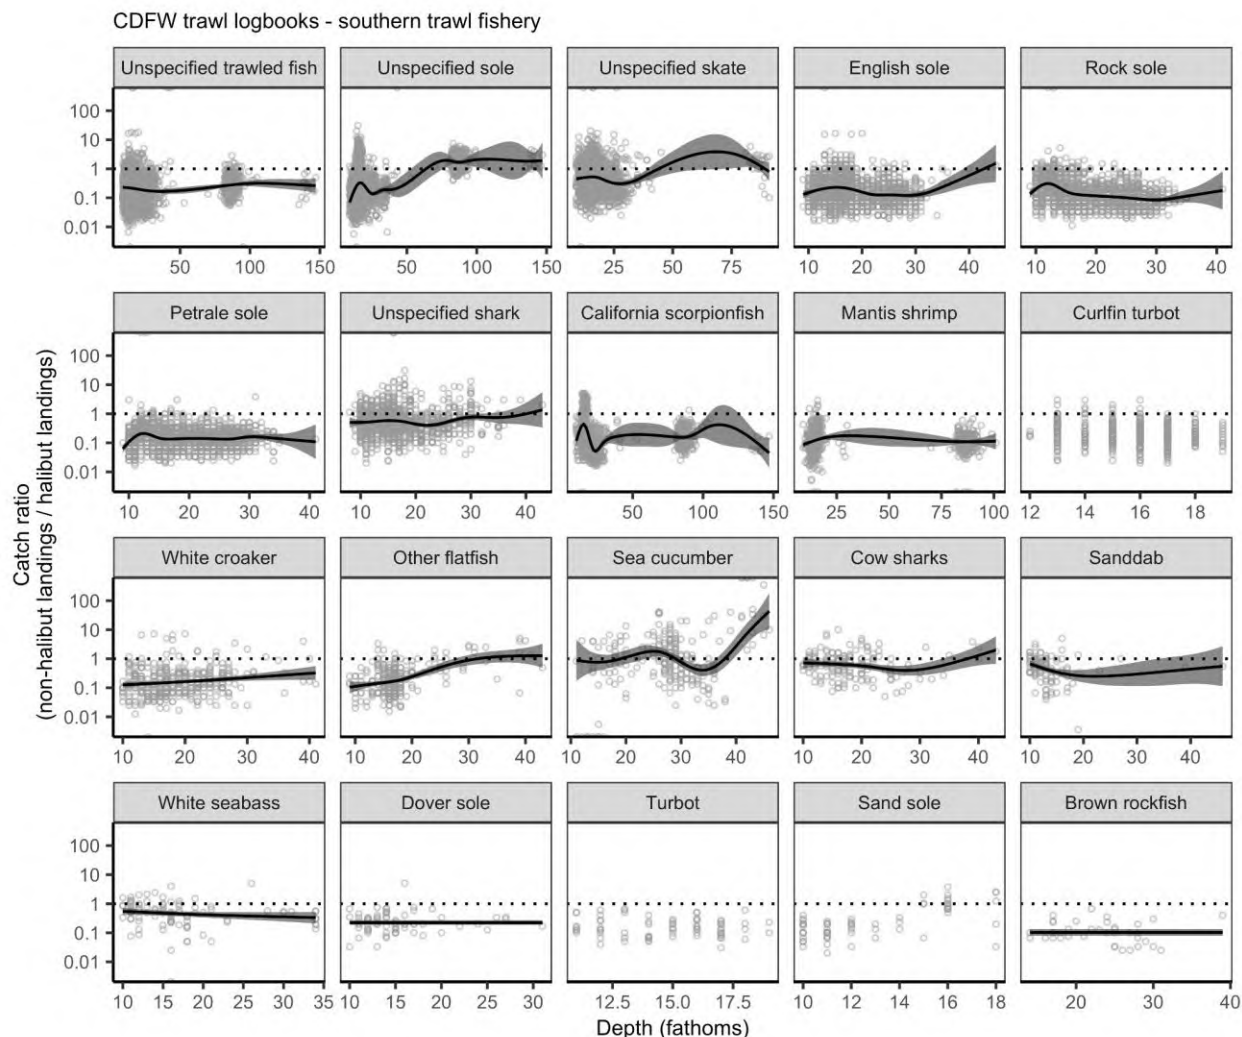 CDFW trawl logbooks - southern trawl fishery
Unspecified trawled fish Unspecified sole Unspecified skate English sole Rock sole
100
10
1
0.1
0.01
50 100 150 50 100 150 25 50 75 10 20 30 40 10 20 30 40
Petrale sole Unspecified shark California scorpionfish Mantis shrimp Curlfin turbot
100
10
1
0.1
0.01
10 20 30 40 10 20 30 40 50 100 150 25 50 75 100 12 14 16 18
Catch ratio
(non-halibut landings / halibut landings)
White croaker Other flatfish Sea cucumber Cow sharks Sanddab
100
10
1
0.1
0.01
10 20 30 40 10 20 30 40 10 20 30 40 10 20 30 40 10 20 30 40
White seabass Dover sole Turbot Sand sole Brown rockfish
100
10
1
0.1
0.01
10 15 20 25 30 35 10 15 20 25 30 12.5 15.0 17.5 10 12 14 16 18 20 30 40
Depth (fathoms)